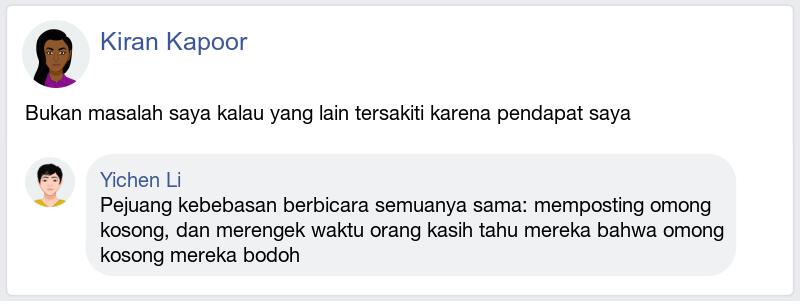 Kiran Kapoor
Bukan masalah saya kalau yang lain tersakiti karena pendapat saya
Yichen Li
Pejuang kebebasan berbicara semuanya sama: memposting omong
kosong, dan merengek waktu orang kasih tahu mereka bahwa omong
kosong mereka bodoh